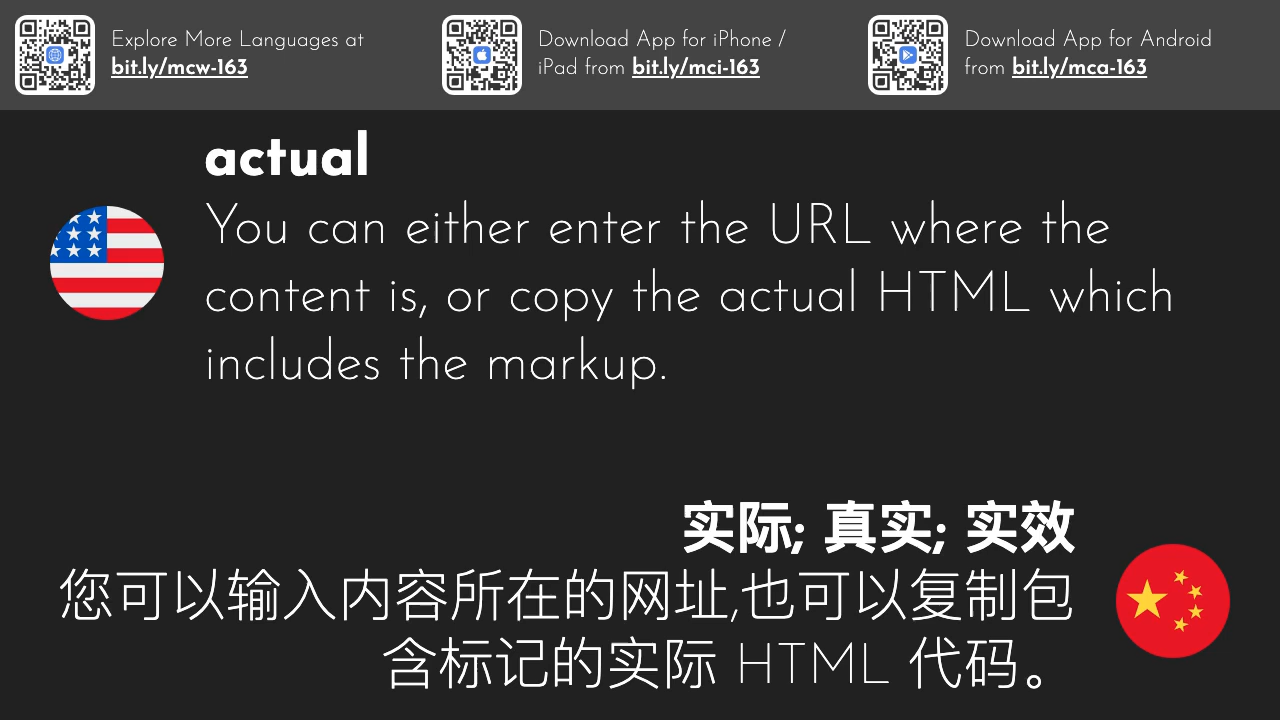 Explore More Languages at
bit.ly/mcw-163
Download App for iPhone /
iPad from bit.ly/mci-163
Download App for Android
from bit.ly/mca-163
actual
You can either enter the URL where the
content is, or copy the actual HTML which
includes the markup.
实际; 真实; 实效
您可以输入内容所在的网址,也可以复制包
含标记的实际 HTML 代码。